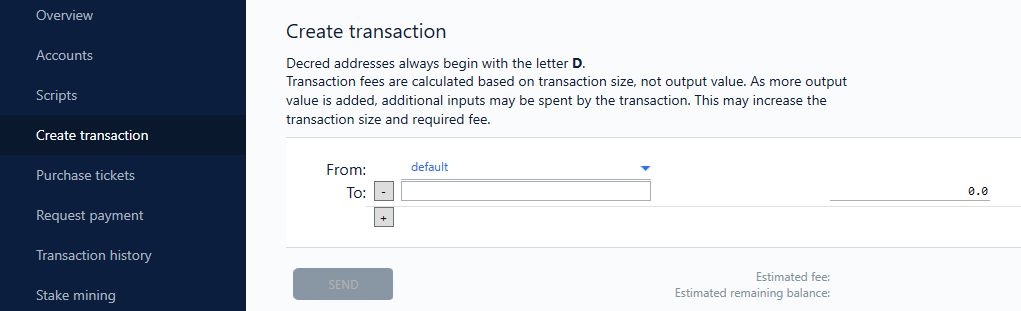 Overview
Accounts
Scripts
Create transaction
Purchase tickets
Request payment
Transaction history
Stake mining
Create transaction
Decred addresses always begin with the letter D.
Transaction fees are calculated based on transaction size, not output value. As more output
value is added, additional inputs may be spent by the transaction. This may increase the
transaction size and required fee.
From: default
To: - 0.0
+
SEND
Estimated fee:
Estimated remaining balance: